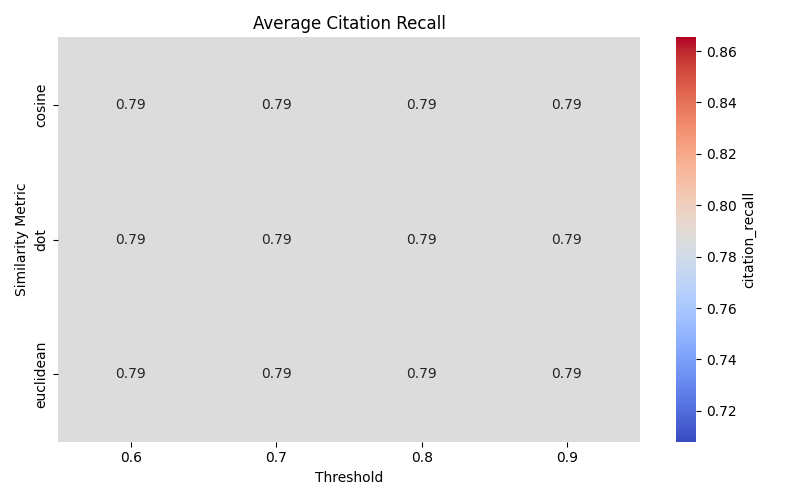 Average Citation Recall
Similarity Metric
cosine
0.79 0.79 0.79 0.79
dot
0.79 0.79 0.79 0.79
euclidean
0.79 0.79 0.79 0.79
0.6 0.7 0.8 0.9
Threshold
0.86
0.84
0.82
0.80
0.78
0.76
0.74
0.72
citation_recall